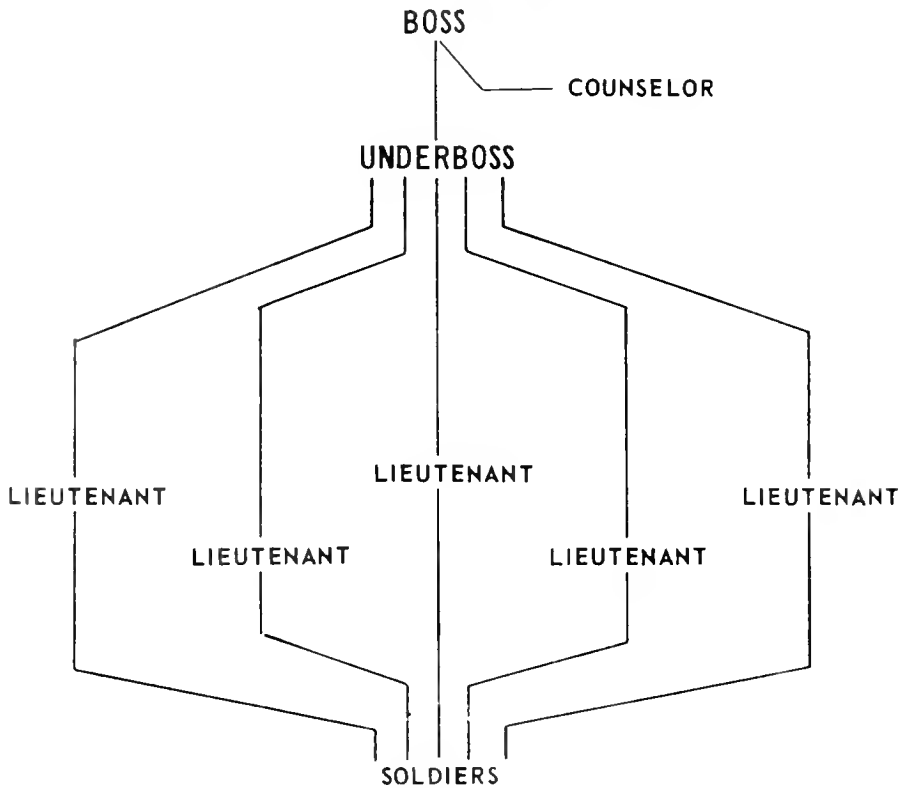 BOSS
COUNSELOR
UNDERBOSS
LIEUTENANT
LIEUTENANT
LIEUTENANT
LIEUTENANT
LIEUTENANT
SOLDIERS